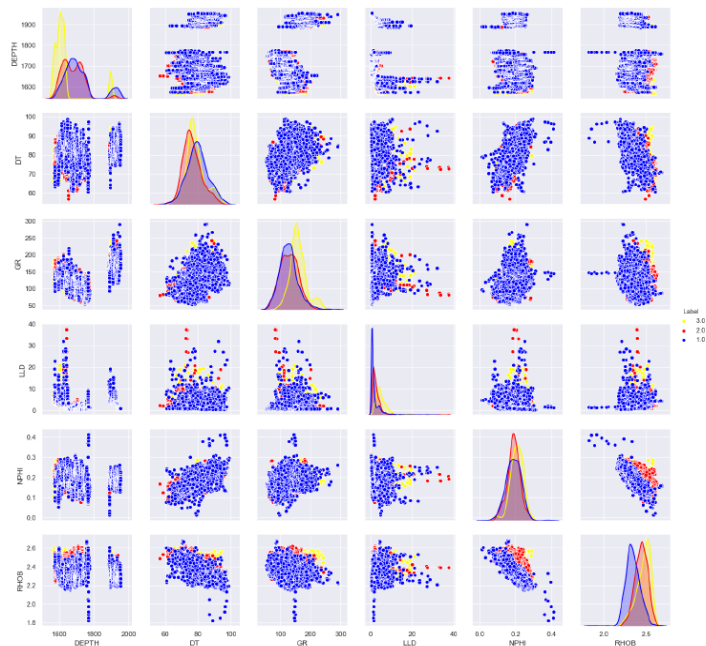 DEPTH
1900
1800
1700
1600
DT
90
80
70
60
GR
300
250
200
150
100
50
LLD
40
30
20
10
0
NPHI
0.4
0.3
0.2
0.1
0.0
RHOB
2.6
2.4
2.2
2.0
1.8
1600 1800 2000
DEPTH
60 80 100
DT
0 100 200 300
GR
0 20 40
LLD
0.0 0.2 0.4
NPHI
2.0 2.5
RHOB
Label
3.0
2.0
1.0